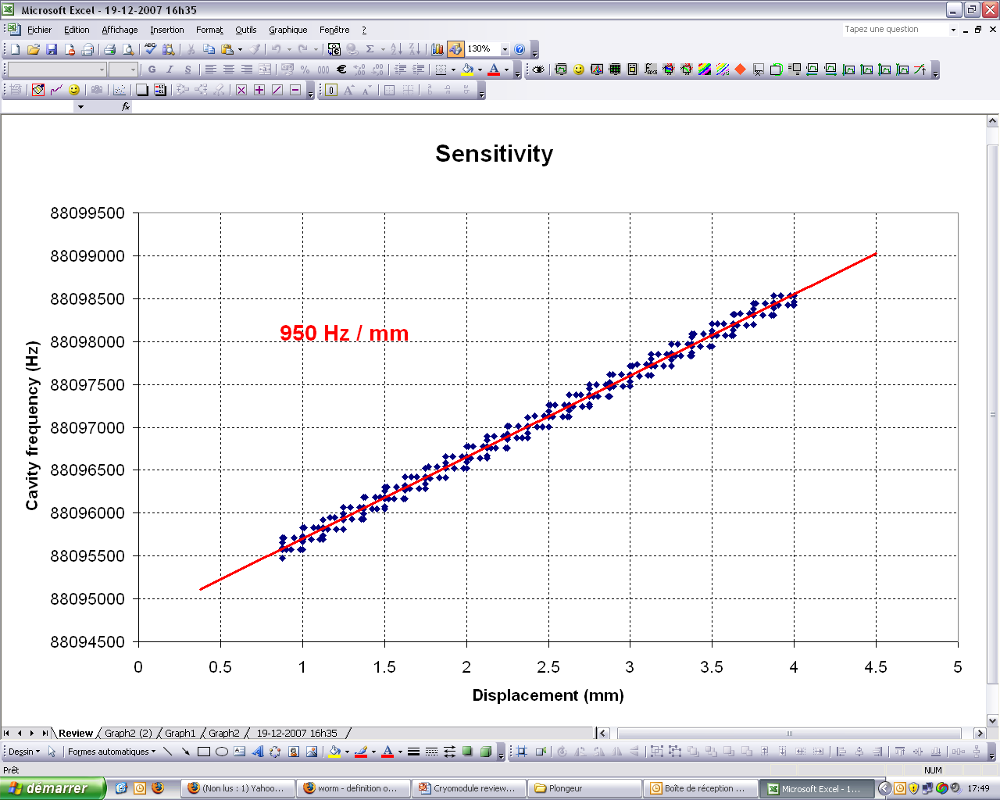 Microsoft Excel - 19-12-2007 16h35
Fichier Edition Affichage Insertion Format Outils Graphique Fenêtre ?
Tapez une question
130%
G I S
% 000 €
fx
Sensitivity
88099500
88099000
88098500
88098000
88097500
88097000
88096500
88096000
88095500
88095000
88094500
Cavity frequency (Hz)
950 Hz / mm
0 0.5 1 1.5 2 2.5 3 3.5 4 4.5 5
Displacement (mm)
Review Graph2 (2) Graph1 Graph2 19-12-2007 16h35
Dessin Formes automatiques
Prêt
NUM
démarrer
(Non lus : 1) Yahoo... worm - definition o... Cryomodule review... Plongeur Boîte de réception ... Microsoft Excel - 1...
17:49